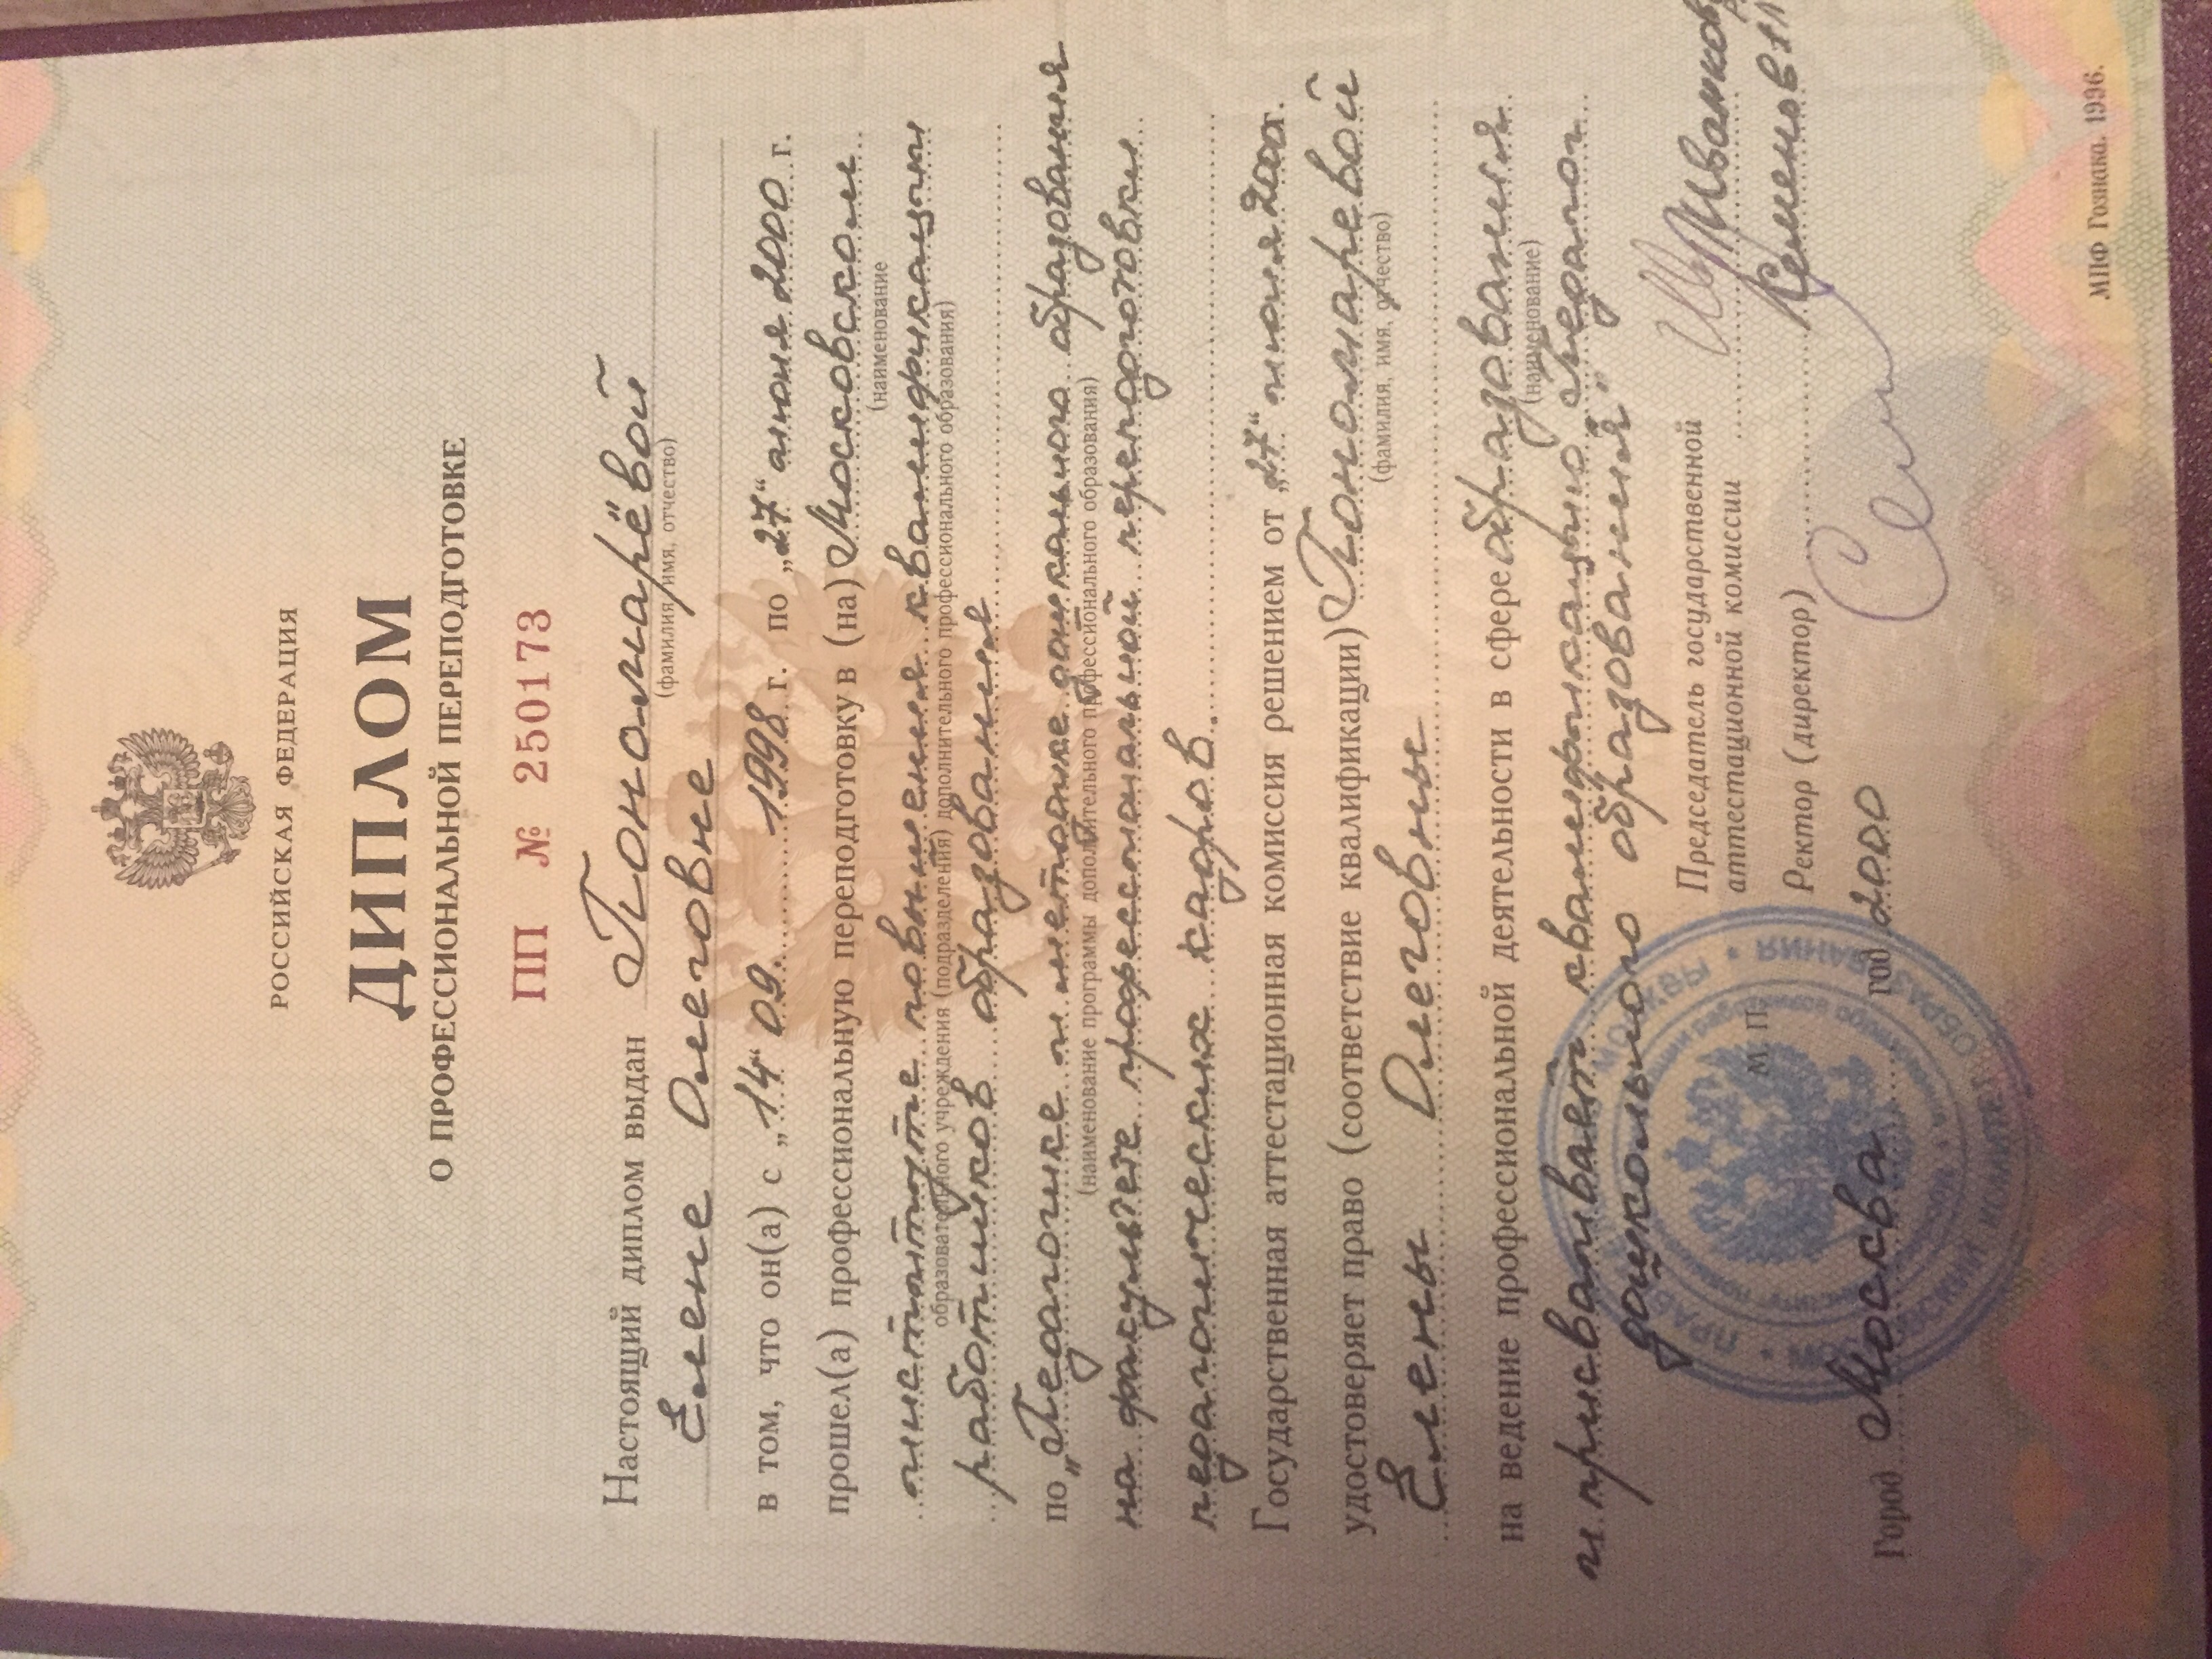 РОССИЙСКАЯ ФЕДЕРАЦИЯ
ДИПЛОМ
О ПРОФЕССИОНАЛЬНОЙ ПЕРЕПОДГОТОВКЕ
ПП № 250173
Настоящий диплом выдан Пономарёвой
(фамилия, имя, отчество)
Елене Олеговне
в том, что он(а) с „14“ 09. 1998 г. по „27“ июня 2000 г.
прошел(а) профессиональную переподготовку в (на) Московском
(наименование
институте повышения квалификации
образовательного учреждения (подразделения) дополнительного профессионального образования)
работников образования
по „Педагогике и методике дошкольного образования
(наименование программы дополнительного профессионального образования)
на факультете профессиональной переподготовки
педагогических кадров.
Государственная аттестационная комиссия решением от „27“ июня 2000г.
удостоверяет право (соответствие квалификации) Пономаревой
(фамилия, имя, отчество)
Елены Олеговны
на ведение профессиональной деятельности в сфере образования
(наименование)
и присваивает квалификацию „педагог
дошкольного образования“
Председатель государственной
аттестационной комиссии
Ректор (директор)
М П
Город Москва год 2000
МПФ Гознака. 1996.